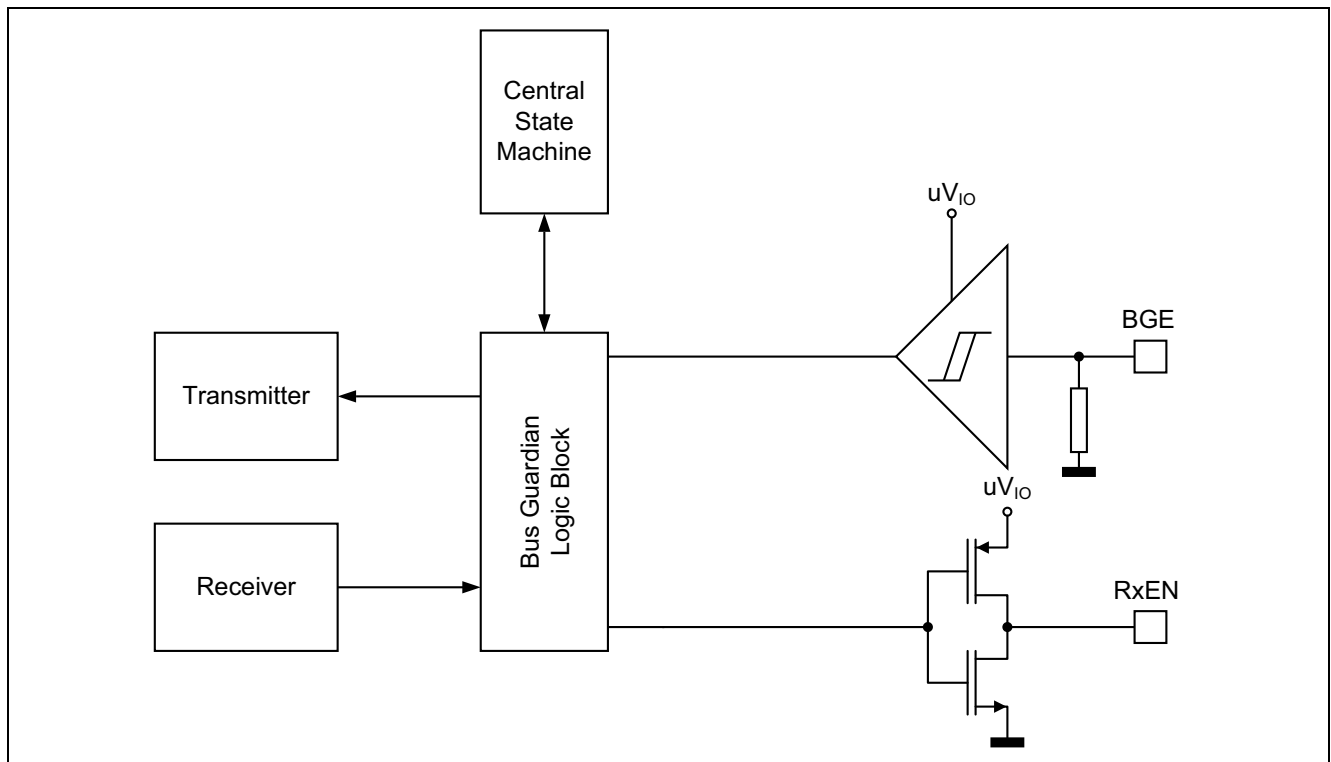 Central
State
Machine
uV_IO
BGE
Transmitter
Bus Guardian
Logic Block
uV_IO
Receiver
RxEN